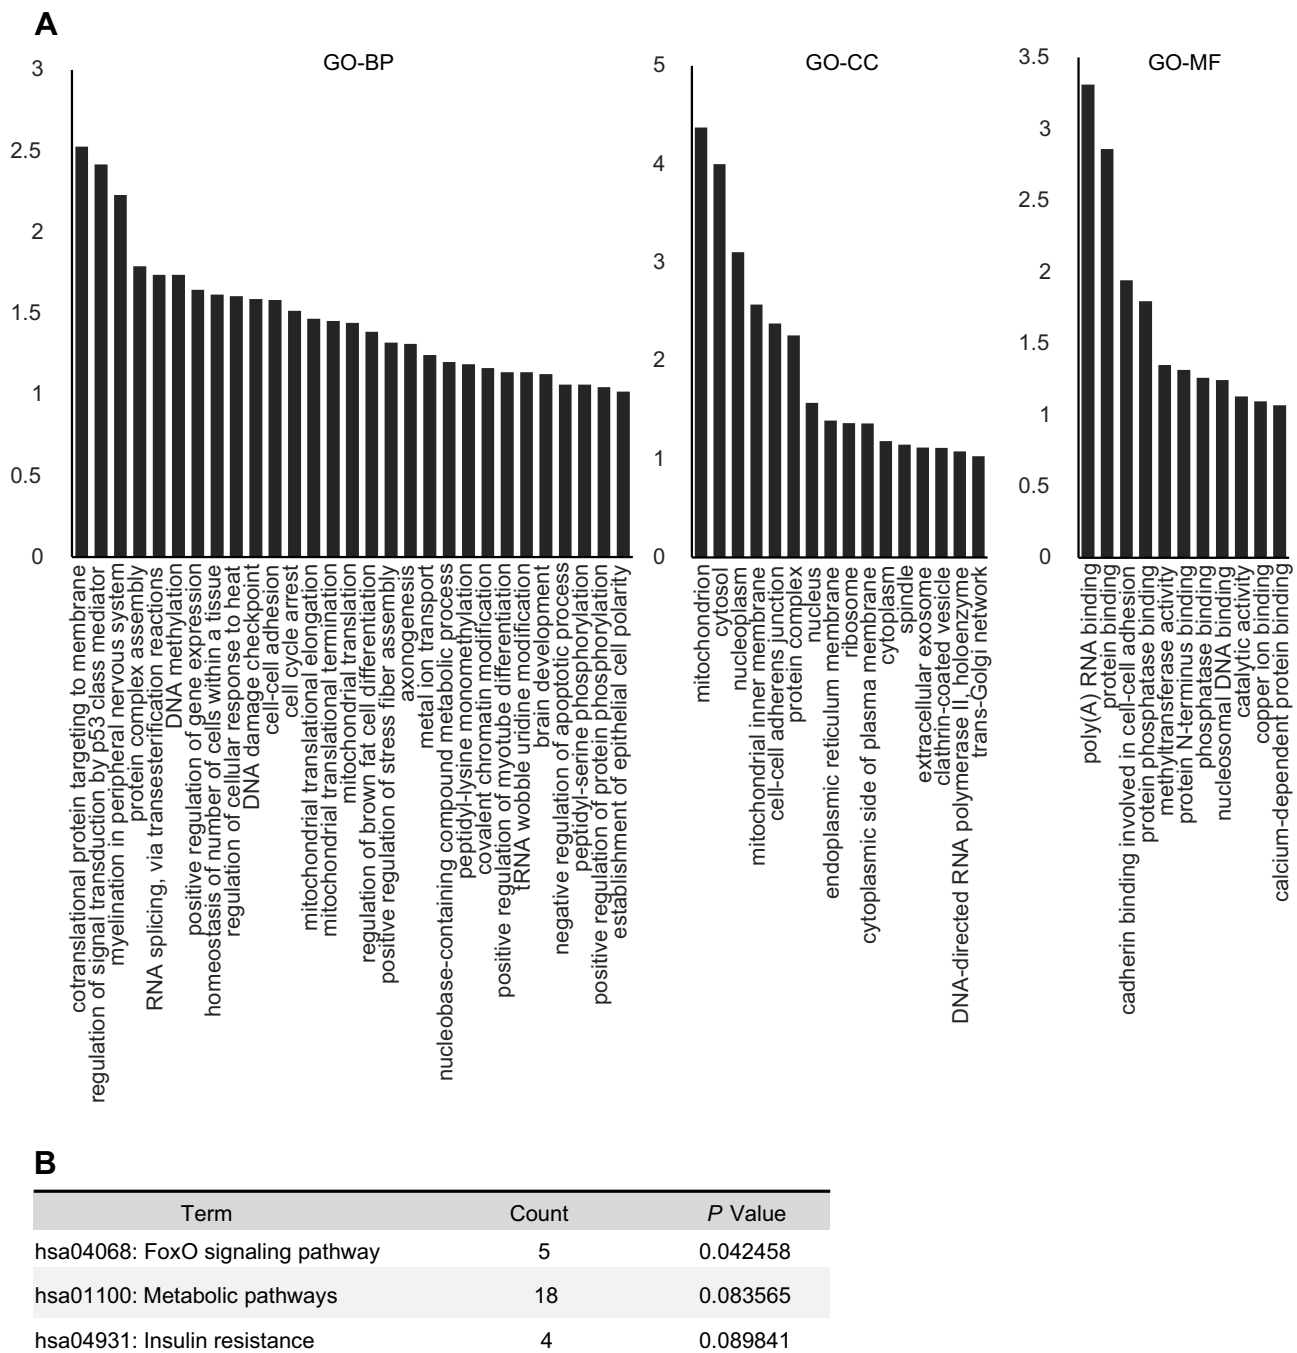 A
GO-BP
3
2.5
2
1.5
1
0.5
0
cotranslational protein targeting to membrane
regulation of signal transduction by p53 class mediator
myelination in peripheral nervous system
protein complex assembly
RNA splicing, via transesterification reactions
DNA methylation
positive regulation of gene expression
homeostasis of number of cells within a tissue
regulation of cellular response to heat
DNA damage checkpoint
cell-cell adhesion
cell cycle arrest
mitochondrial translational elongation
mitochondrial translational termination
mitochondrial translation
regulation of brown fat cell differentiation
positive regulation of stress fiber assembly
axonogenesis
metal ion transport
nucleobase-containing compound metabolic process
peptidyl-lysine monomethylation
covalent chromatin modification
positive regulation of myotube differentiation
tRNA wobble uridine modification
brain development
negative regulation of apoptotic process
peptidyl-serine phosphorylation
positive regulation of protein phosphorylation
establishment of epithelial cell polarity
GO-CC
5
4
3
2
1
0
mitochondrion
cytosol
nucleoplasm
mitochondrial inner membrane
cell-cell adherens junction
protein complex
nucleus
endoplasmic reticulum membrane
ribosome
cytoplasmic side of plasma membrane
cytoplasm
spindle
extracellular exosome
clathrin-coated vesicle
DNA-directed RNA polymerase II, holoenzyme
trans-Golgi network
GO-MF
3.5
3
2.5
2
1.5
1
0.5
0
poly(A) RNA binding
protein binding
cadherin binding involved in cell-cell adhesion
protein phosphatase binding
methyltransferase activity
protein N-terminus binding
phosphatase binding
nucleosomal DNA binding
catalytic activity
copper ion binding
calcium-dependent protein binding
B
Term Count P Value
hsa04068: FoxO signaling pathway 5 0.042458
hsa01100: Metabolic pathways 18 0.083565
hsa04931: Insulin resistance 4 0.089841